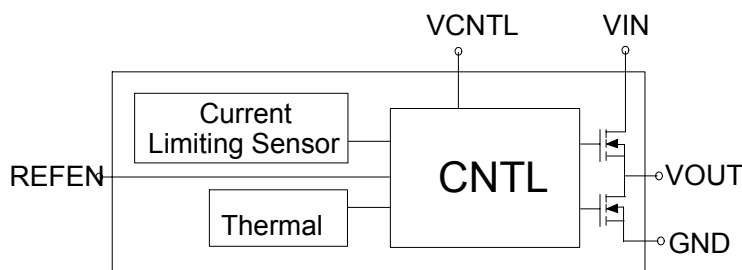 VCNTL
VIN
Current
Limiting Sensor
CNTL
REFEN
VOUT
Thermal
GND